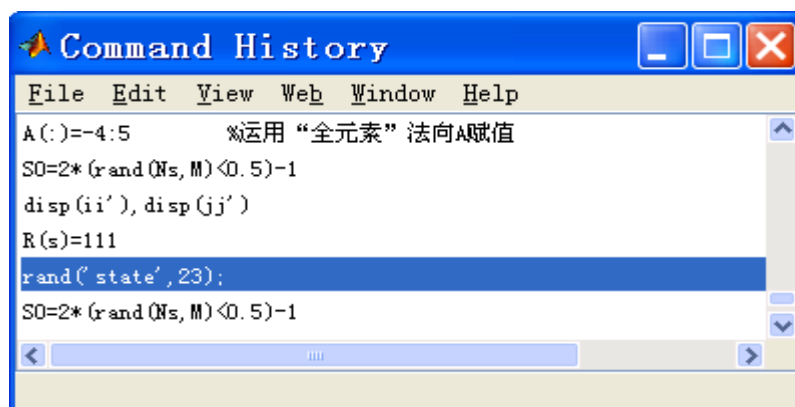 Command History
File Edit View Web Window Help
A(:)=-4:5 %运用“全元素”法向A赋值
S0=2*(rand(Ns,M)<0.5)-1
disp(ii'),disp(jj')
R(s)=111
rand('state',23);
S0=2*(rand(Ns,M)<0.5)-1